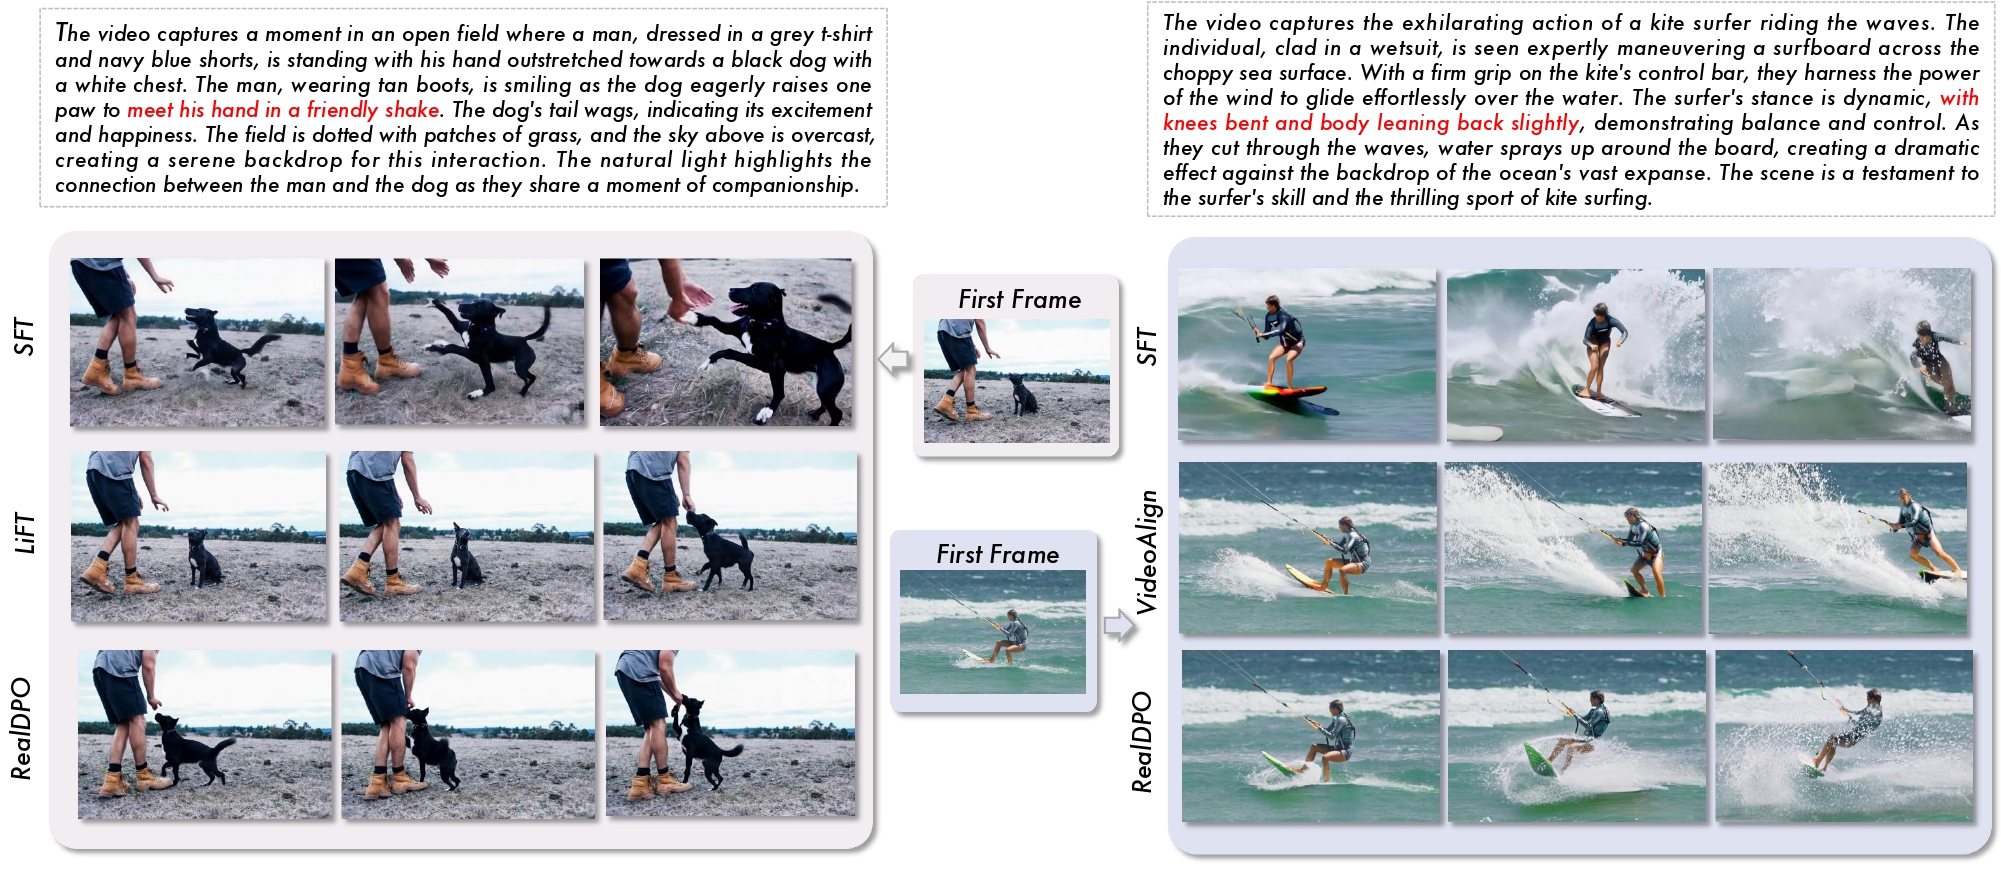 The video captures a moment in an open field where a man, dressed in a grey t-shirt
and navy blue shorts, is standing with his hand outstretched towards a black dog with
a white chest. The man, wearing tan boots, is smiling as the dog eagerly raises one
paw to meet his hand in a friendly shake. The dog's tail wags, indicating its excitement
and happiness. The field is dotted with patches of grass, and the sky above is overcast,
creating a serene backdrop for this interaction. The natural light highlights the
connection between the man and the dog as they share a moment of companionship.
SFT
LiFT
RealDPO
First Frame
First Frame
The video captures the exhilarating action of a kite surfer riding the waves. The
individual, clad in a wetsuit, is seen expertly maneuvering a surfboard across the
choppy sea surface. With a firm grip on the kite's control bar, they harness the power
of the wind to glide effortlessly over the water. The surfer's stance is dynamic, with
knees bent and body leaning back slightly, demonstrating balance and control. As
they cut through the waves, water sprays up around the board, creating a dramatic
effect against the backdrop of the ocean's vast expanse. The scene is a testament to
the surfer's skill and the thrilling sport of kite surfing.
SFT
VideoAlign
RealDPO